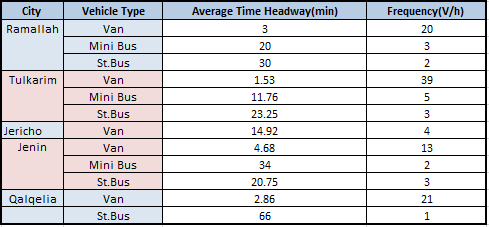 City Vehicle Type Average Time Headway(min) Frequency(V/h)
Ramallah Van 3 20
Mini Bus 20 3
St.Bus 30 2
Tulkarim Van 1.53 39
Mini Bus 11.76 5
St.Bus 23.25 3
Jericho Van 14.92 4
Jenin Van 4.68 13
Mini Bus 34 2
St.Bus 20.75 3
Qalqelia Van 2.86 21
St.Bus 66 1